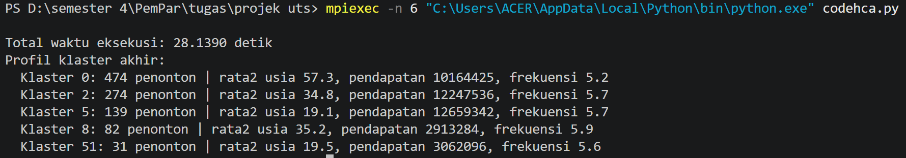 PS D:\semester 4\PemPar\tugas\projek uts> mpiexec -n 6 "C:\Users\ACER\AppData\Local\Python\bin\python.exe" codehca.py
Total waktu eksekusi: 28.1390 detik
Profil klaster akhir:
Klaster 0: 474 penonton | rata2 usia 57.3, pendapatan 10164425, frekuensi 5.2
Klaster 2: 274 penonton | rata2 usia 34.8, pendapatan 12247536, frekuensi 5.7
Klaster 5: 139 penonton | rata2 usia 19.1, pendapatan 12659342, frekuensi 5.7
Klaster 8: 82 penonton | rata2 usia 35.2, pendapatan 2913284, frekuensi 5.9
Klaster 51: 31 penonton | rata2 usia 19.5, pendapatan 3062096, frekuensi 5.6